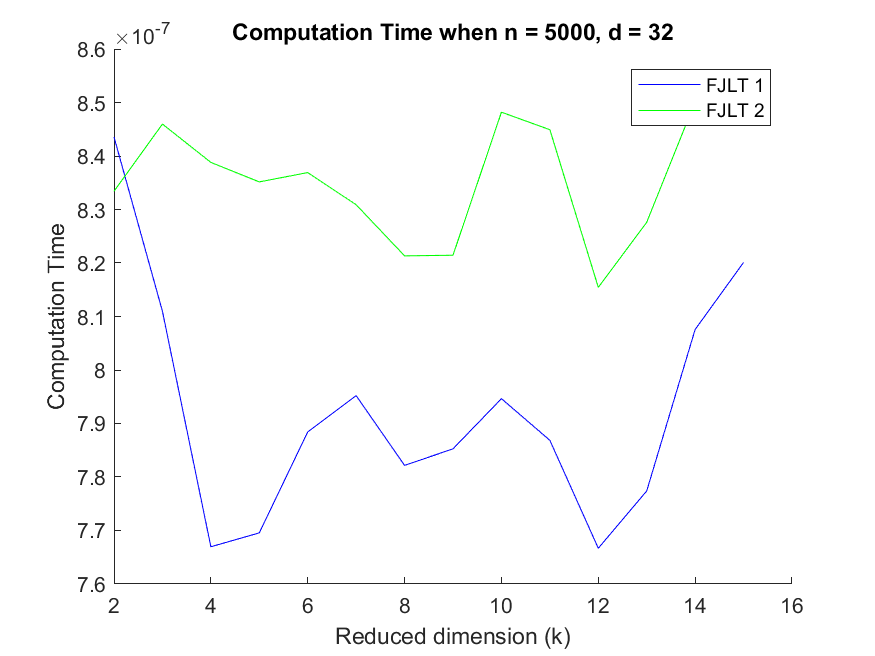 Computation Time when n = 5000, d = 32
×10-7
8.6
8.5
8.4
8.3
8.2
8.1
8
7.9
7.8
7.7
7.6
Computation Time
FJLT 1
FJLT 2
2 4 6 8 10 12 14 16
Reduced dimension (k)